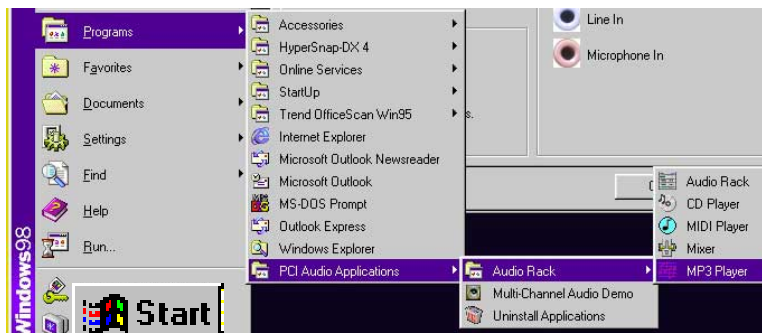 Programs
Favorites
Documents
Settings
Find
Help
Run...
Windows98
Start
Accessories
HyperSnap-DX 4
Online Services
StartUp
Trend OfficeScan Win95
Internet Explorer
Microsoft Outlook Newsreader
Microsoft Outlook
MS-DOS Prompt
Outlook Express
Windows Explorer
PCI Audio Applications
Audio Rack
Multi-Channel Audio Demo
Uninstall Applications
Line In
Microphone In
s.
Audio Rack
CD Player
MIDI Player
Mixer
MP3 Player